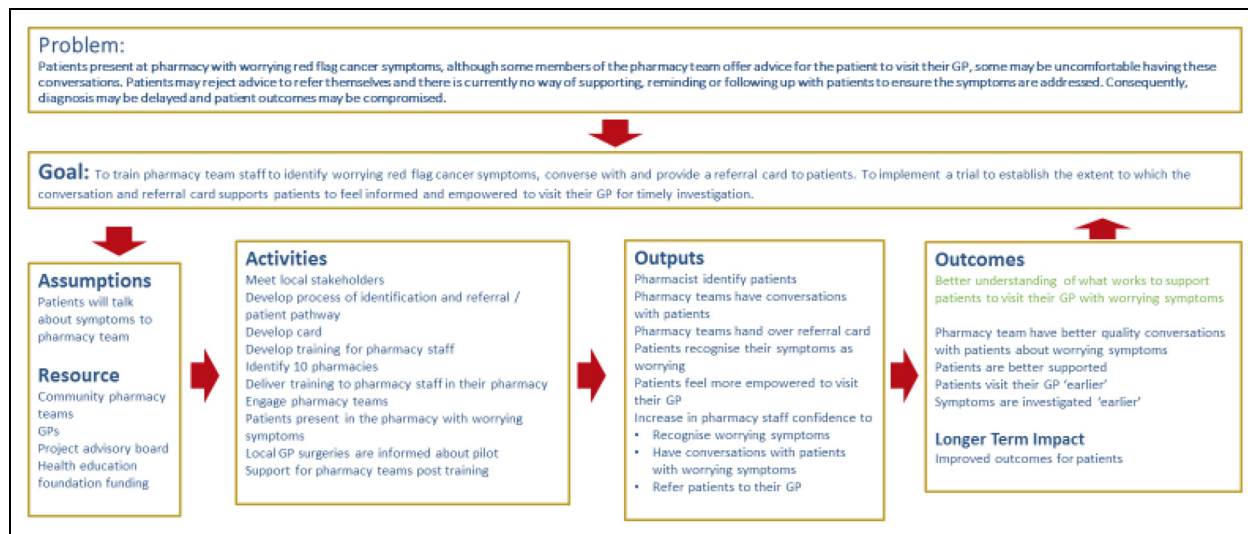 Problem:
Patients present at pharmacy with worrying red flag cancer symptoms, although some members of the pharmacy team offer advice for the patient to visit their GP, some may be uncomfortable having these
conversations. Patients may reject advice to refer themselves and there is currently no way of supporting, reminding or following up with patients to ensure the symptoms are addressed. Consequently,
diagnosis may be delayed and patient outcomes may be compromised.
Goal: To train pharmacy team staff to identify worrying red flag cancer symptoms, converse with and provide a referral card to patients. To implement a trial to establish the extent to which the
conversation and referral card supports patients to feel informed and empowered to visit their GP for timely investigation.
Assumptions
Patients will talk
about symptoms to
pharmacy team
Resource
Community pharmacy
teams
GPs
Project advisory board
Health education
foundation funding
Activities
Meet local stakeholders
Develop process of identification and referral /
patient pathway
Develop card
Develop training for pharmacy staff
Identify 10 pharmacies
Deliver training to pharmacy staff in their pharmacy
Engage pharmacy teams
Patients present in the pharmacy with worrying
symptoms
Local GP surgeries are informed about pilot
Support for pharmacy teams post training
Outputs
Pharmacist identify patients
Pharmacy teams have conversations
with patients
Pharmacy teams hand over referral card
Patients recognise their symptoms as
worrying
Patients feel more empowered to visit
their GP
Increase in pharmacy staff confidence to
• Recognise worrying symptoms
• Have conversations with patients
with worrying symptoms
• Refer patients to their GP
Outcomes
Better understanding of what works to support
patients to visit their GP with worrying symptoms
Pharmacy team have better quality conversations
with patients about worrying symptoms
Patients are better supported
Patients visit their GP ‘earlier’
Symptoms are investigated ‘earlier’
Longer Term Impact
Improved outcomes for patients